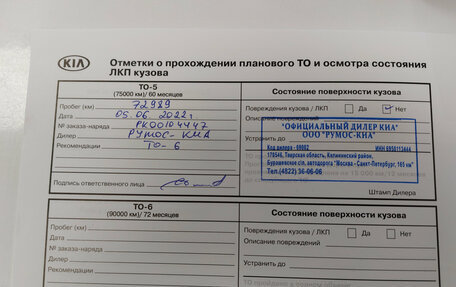 KIA
Отметки о прохождении планового ТО и осмотра состояния
ЛКП кузова
ТО-5
(75000 км)/ 60 месяцев
Состояние поверхности кузова
Пробег (км) 72989
Повреждения кузова / ЛКП Да Нет
Дата 05.06.2022г
Описание
№ заказа-наряда РК00104447
Дилер РУМОС-КИА
Устранить до
Рекомендации ТО-6
"ОФИЦИАЛЬНЫЙ ДИЛЕР КИА"
ООО "РУМОС-КИА"
Код дилера - 69002 ИНН 6950113444
170546, Тверская область, Калининский район,
Бурашевское с/п, автодорога "Москва - Санкт-Петербург, 165 км"
Тел.(4822) 36-06-06
Подпись ответственного лица
Штамп Дилера
ТО-6
(90000 км)/ 72 месяцев
Состояние поверхности кузова
Пробег (км)
Повреждения кузова / ЛКП Да Нет
Дата
Описание повреждений
№ заказа-наряда
Дилер
Устранить до
Рекомендации